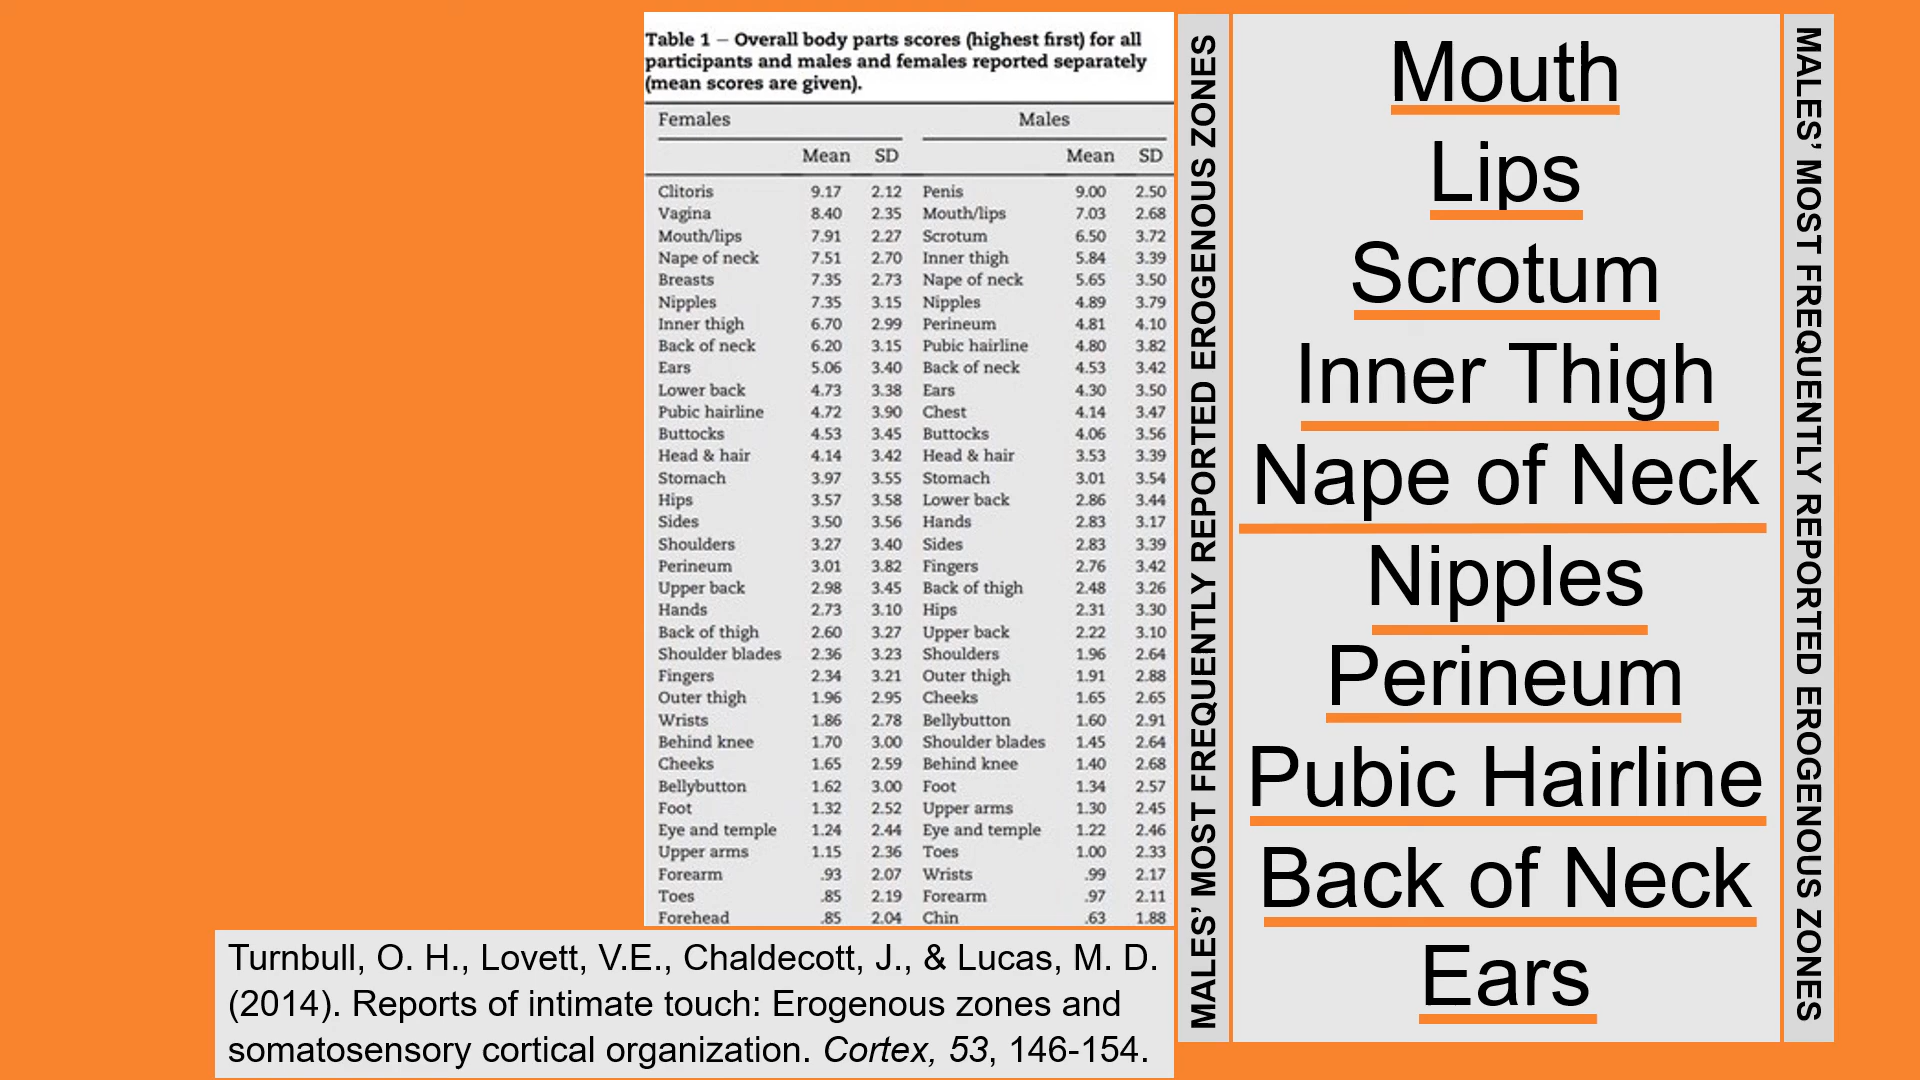 Table 1 – Overall body parts scores (highest first) for all
participants and males and females reported separately
(mean scores are given).
Females Males
Mean SD Mean SD
Clitoris 9.17 2.12 Penis 9.00 2.50
Vagina 8.40 2.35 Mouth/lips 7.03 2.68
Mouth/lips 7.91 2.27 Scrotum 6.50 3.72
Nape of neck 7.51 2.70 Inner thigh 5.84 3.39
Breasts 7.35 2.73 Nape of neck 5.65 3.50
Nipples 7.35 3.15 Nipples 4.89 3.79
Inner thigh 6.70 2.99 Perineum 4.81 4.10
Back of neck 6.20 3.15 Pubic hairline 4.80 3.82
Ears 5.06 3.40 Back of neck 4.53 3.42
Lower back 4.73 3.38 Ears 4.30 3.50
Pubic hairline 4.72 3.90 Chest 4.14 3.47
Buttocks 4.53 3.45 Buttocks 4.06 3.56
Head & hair 4.14 3.42 Head & hair 3.53 3.39
Stomach 3.97 3.55 Stomach 3.01 3.54
Hips 3.57 3.58 Lower back 2.86 3.44
Sides 3.50 3.56 Hands 2.83 3.17
Shoulders 3.27 3.40 Sides 2.83 3.39
Perineum 3.01 3.82 Fingers 2.76 3.42
Upper back 2.98 3.45 Back of thigh 2.48 3.26
Hands 2.73 3.10 Hips 2.31 3.30
Back of thigh 2.60 3.27 Upper back 2.22 3.10
Shoulder blades 2.36 3.23 Shoulders 1.96 2.64
Fingers 2.34 3.21 Outer thigh 1.91 2.88
Outer thigh 1.96 2.95 Cheeks 1.65 2.65
Wrists 1.86 2.78 Bellybutton 1.60 2.91
Behind knee 1.70 3.00 Shoulder blades 1.45 2.64
Cheeks 1.65 2.59 Behind knee 1.40 2.68
Bellybutton 1.62 3.00 Foot 1.34 2.57
Foot 1.32 2.52 Upper arms 1.30 2.45
Eye and temple 1.24 2.44 Eye and temple 1.22 2.46
Upper arms 1.15 2.36 Toes 1.00 2.33
Forearm .93 2.07 Wrists .99 2.17
Toes .85 2.19 Forearm .97 2.11
Forehead .85 2.04 Chin .63 1.88
Turnbull, O. H., Lovett, V.E., Chaldecott, J., & Lucas, M. D.
(2014). Reports of intimate touch: Erogenous zones and
somatosensory cortical organization. Cortex, 53, 146-154.
MALES' MOST FREQUENTLY REPORTED EROGENOUS ZONES
Mouth
Lips
Scrotum
Inner Thigh
Nape of Neck
Nipples
Perineum
Pubic Hairline
Back of Neck
Ears
MALES' MOST FREQUENTLY REPORTED EROGENOUS ZONES